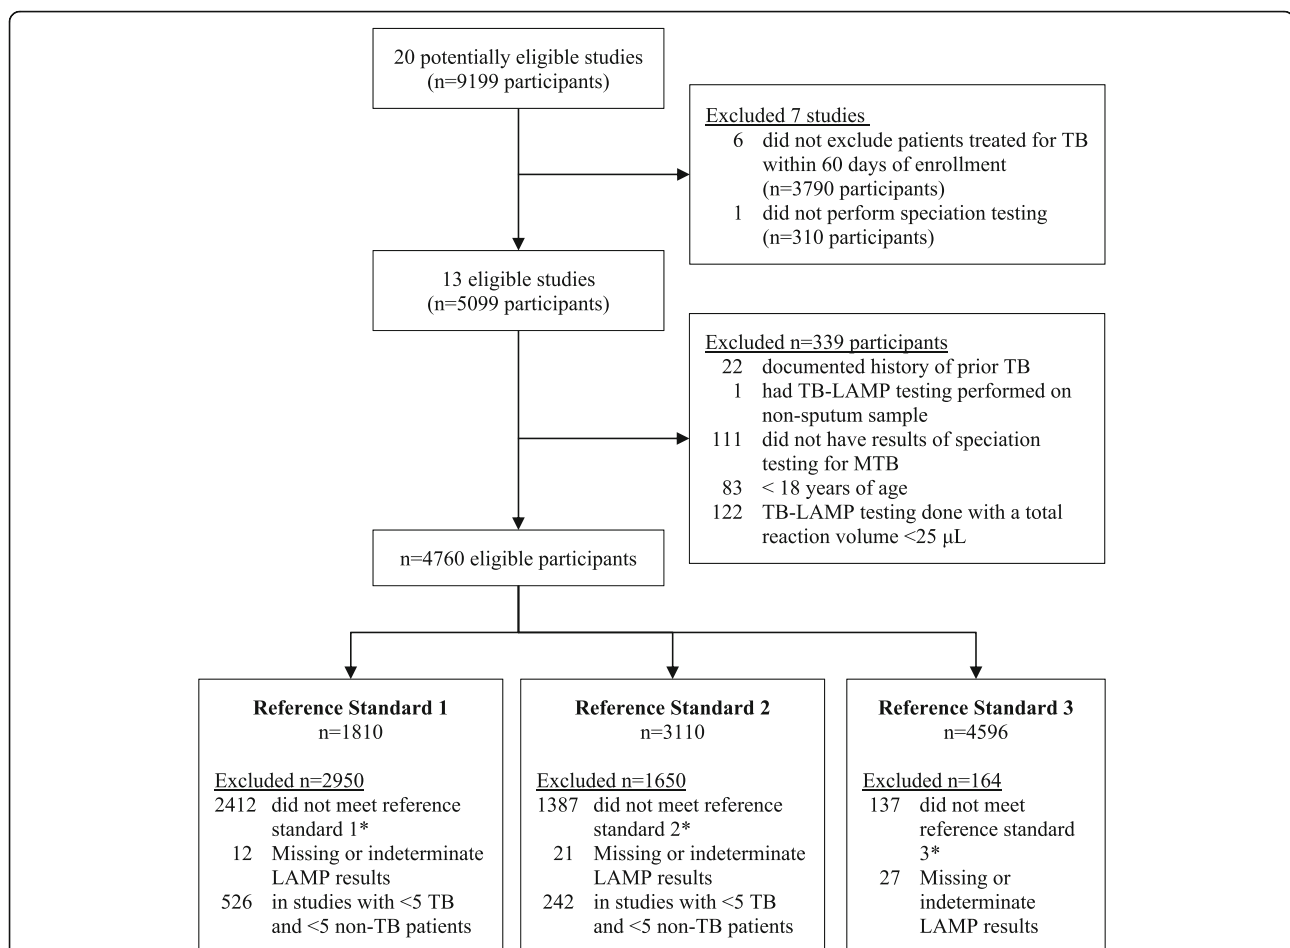 20 potentially eligible studies
(n=9199 participants)
Excluded 7 studies
6 did not exclude patients treated for TB
within 60 days of enrollment
(n=3790 participants)
1 did not perform speciation testing
(n=310 participants)
13 eligible studies
(n=5099 participants)
Excluded n=339 participants
22 documented history of prior TB
1 had TB-LAMP testing performed on
non-sputum sample
111 did not have results of speciation
testing for MTB
83 < 18 years of age
122 TB-LAMP testing done with a total
reaction volume <25 μL
n=4760 eligible participants
Reference Standard 1
n=1810
Excluded n=2950
2412 did not meet reference
standard 1*
12 Missing or indeterminate
LAMP results
526 in studies with <5 TB
and <5 non-TB patients
Reference Standard 2
n=3110
Excluded n=1650
1387 did not meet reference
standard 2*
21 Missing or indeterminate
LAMP results
242 in studies with <5 TB
and <5 non-TB patients
Reference Standard 3
n=4596
Excluded n=164
137 did not meet
reference standard
3*
27 Missing or
indeterminate
LAMP results